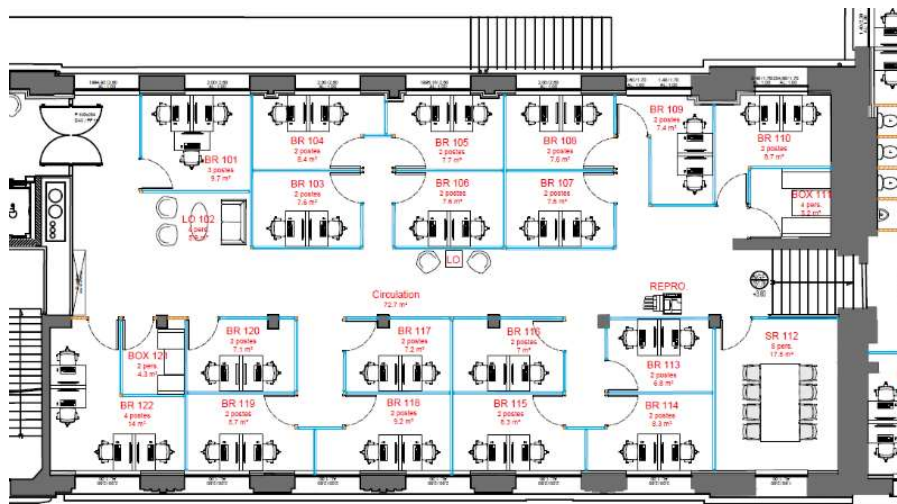 BR 101
3 postes
9.7 m²
BR 104
2 postes
8.4 m²
BR 105
2 postes
7.7 m²
BR 108
2 postes
7.6 m²
BR 109
2 postes
7.4 m²
BR 110
2 postes
BR 103
2 postes
7.6 m²
BR 106
2 postes
7.6 m²
BR 107
2 postes
7.6 m²
BOX 111
4 pers.
LO 102
LO
Circulation
72.7 m²
REPRO.
BOX 121
2 pers.
4.3 m²
BR 120
2 postes
7.1 m²
BR 117
2 postes
7.2 m²
BR 116
2 postes
7 m²
BR 113
2 postes
6.8 m²
SR 112
17.6 m²
BR 122
4 postes
14 m²
BR 119
2 postes
8.7 m²
BR 118
2 postes
9.2 m²
BR 115
2 postes
BR 114
2 postes
8.3 m²